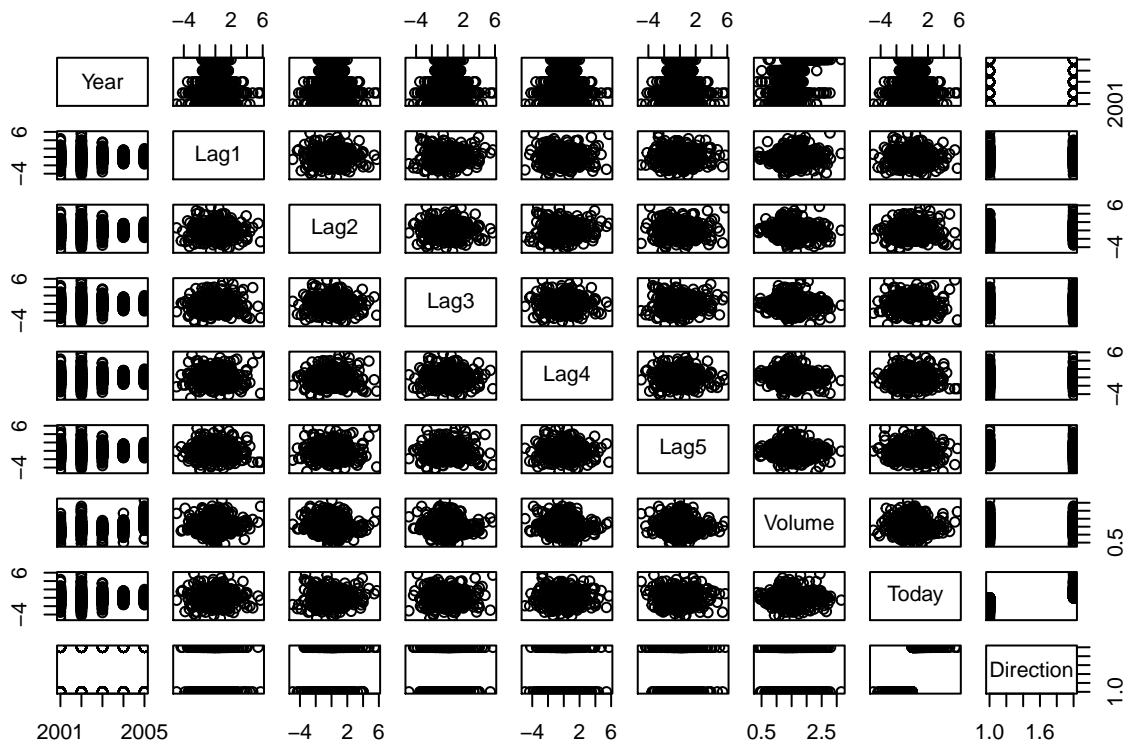 −4 2 6 −4 2 6 −4 2 6 −4 2 6
Year
2001
−4 6
Lag1
Lag2
−4 6
−4 6
Lag3
Lag4
−4 6
−4 6
Lag5
Volume
0.5
−4 6
Today
Direction
1.0
2001 2005 −4 2 6 −4 2 6 0.5 2.5 1.0 1.6